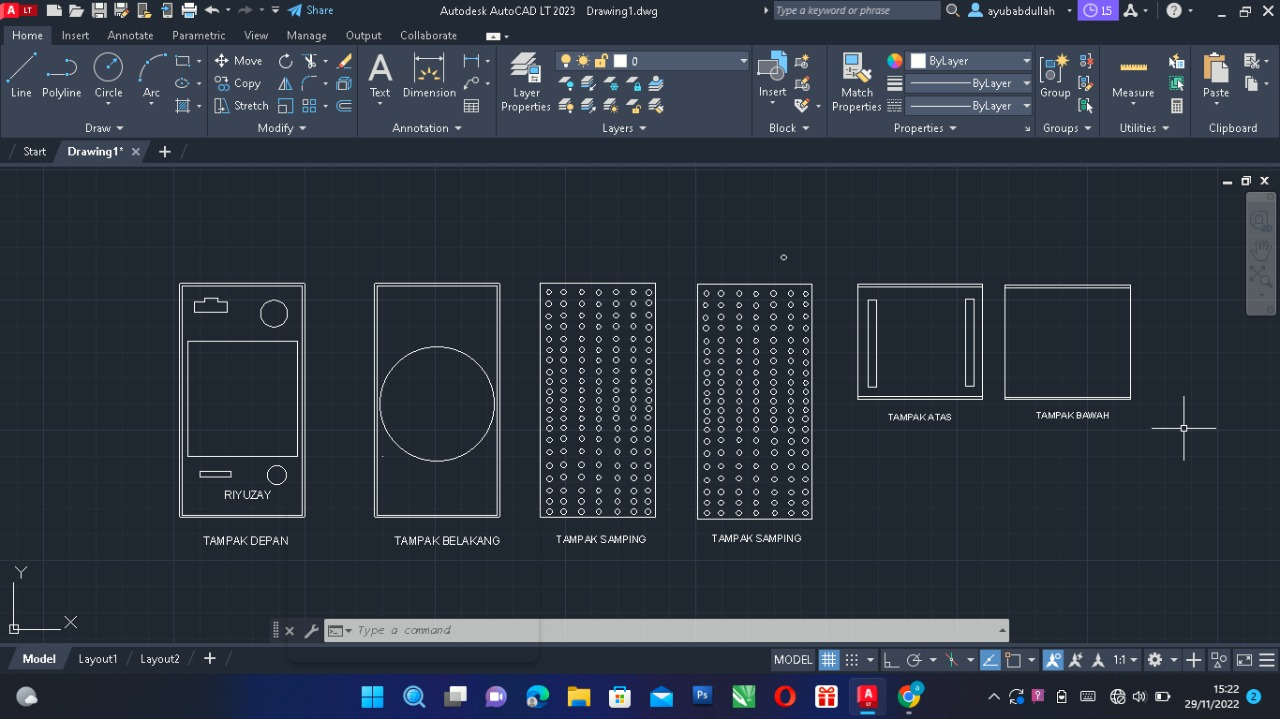 A LT Share Autodesk AutoCAD LT 2023 Drawing1.dwg Type a keyword or phrase ayubabdullah 15
Home Insert Annotate Parametric View Manage Output Collaborate
Line Polyline Circle Arc
Move
Copy
Stretch
Text Dimension
Layer Properties
0
Insert
Match Properties
ByLayer
ByLayer
ByLayer
Group
Measure
Paste
Draw Modify Annotation Layers Block Properties Groups Utilities Clipboard
Start Drawing1*
RIYUZAY
TAMPAK DEPAN
TAMPAK BELAKANG
TAMPAK SAMPING
TAMPAK SAMPING
TAMPAK ATAS
TAMPAK BAWAH
Y
X
Type a command
Model Layout1 Layout2 MODEL 1:1
Ps
A LT
a
15:22
29/11/2022
2